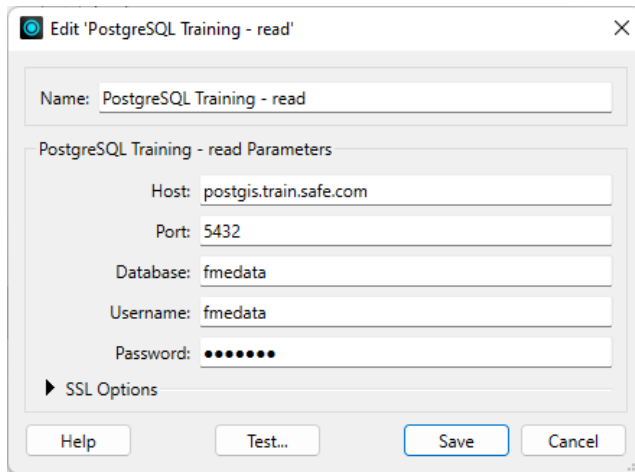 Edit 'PostgreSQL Training - read'
Name: PostgreSQL Training - read
PostgreSQL Training - read Parameters
Host: postgis.train.safe.com
Port: 5432
Database: fmedata
Username: fmedata
Password: ●●●●●●●
SSL Options
Help Test... Save Cancel